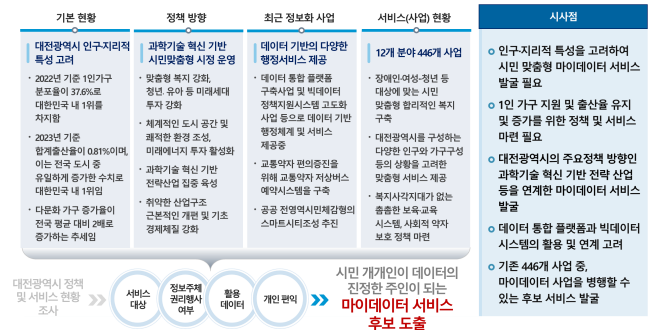 기본 현황
대전광역시 인구·지리적
특성 고려
· 2022년 기준 1인가구
분포율이 37.6%로
대한민국 내 1위를
차지함
· 2023년 기준
합계출산율이 0.81%이며,
이는 전국 도시 중
유일하게 증가한 수치로
대한민국 내 1위임
· 다문화 가구 증가율이
전국 평균 대비 2배로
증가하는 추세임
정책 방향
과학기술 혁신 기반
시민맞춤형 시정 운영
· 맞춤형 복지 강화,
청년. 유아 등 미래세대
투자 강화
· 체계적인 도시 공간 및
쾌적한 환경 조성,
미래에너지 투자 활성화
· 과학기술 혁신 기반
전략산업 집중 육성
· 취약한 산업구조
근본적인 개편 및 기초
경제체질 강화
최근 정보화 사업
데이터 기반의 다양한
행정서비스 제공
· 데이터 통합 플랫폼
구축사업 및 빅데이터
정책지원시스템 고도화
사업 등으로 데이터 기반
행정체계 및 서비스
제공중
· 교통약자 편의증진을
위해 교통약자 저상버스
예약시스템을 구축
· 공공 전영역시민체감형의
스마트시티조성 추진
서비스(사업) 현황
12개 분야 446개 사업
· 장애인·여성·청년 등
대상에 맞는 시민
맞춤형 합리적인 복지
구축
· 대전광역시를 구성하는
다양한 인구와 가구구성
등의 상황을 고려한
맞춤형 서비스 제공
· 복지사각지대가 없는
촘촘한 보육·교육
시스템, 사회적 약자
보호 정책 마련
시사점
인구·지리적 특성을 고려하여
시민 맞춤형 마이데이터 서비스
발굴 필요
1인 가구 지원 및 출산율 유지
및 증가를 위한 정책 및 서비스
마련 필요
대전광역시의 주요정책 방향인
과학기술 혁신 기반 전략 산업
등을 연계한 마이데이터 서비스
발굴
데이터 통합 플랫폼과 빅데이터
시스템의 활용 및 연계 고려
기존 446개 사업 중,
마이데이터 사업을 병행할 수
있는 후보 서비스 발굴
대전광역시 정책
및 서비스 현황
조사
서비스
대상
정보주체
권리행사
여부
활용
데이터
개인 편익
시민 개개인이 데이터의
진정한 주인이 되는
마이데이터 서비스
후보 도출